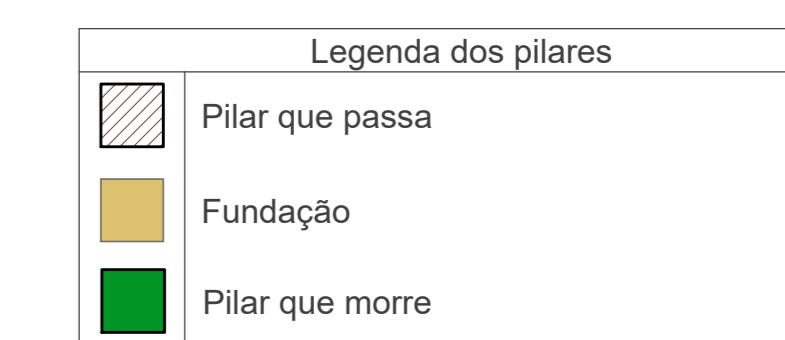 Legenda dos pilares
Pilar que passa
Fundação
Pilar que morre